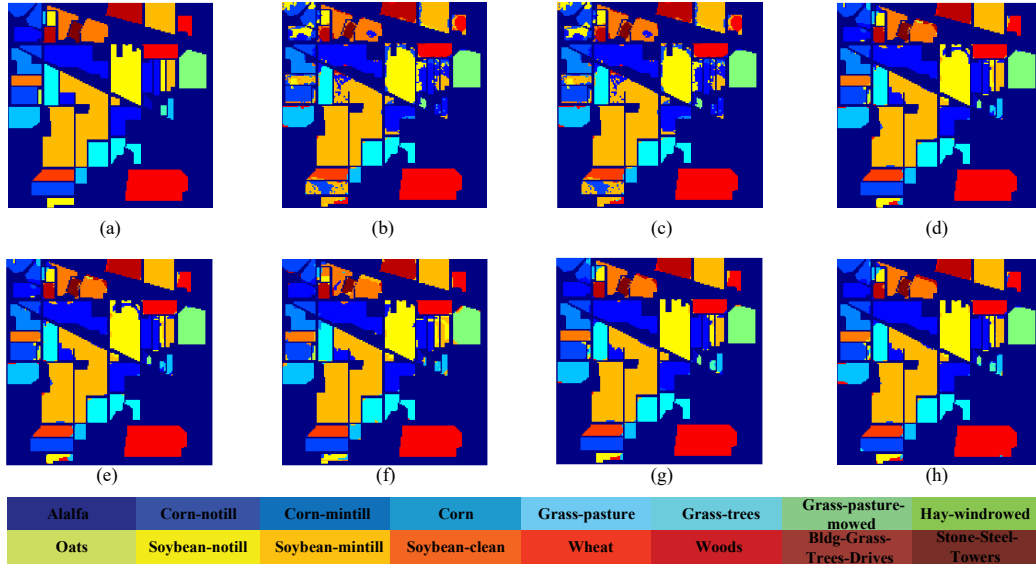 (a)
(b)
(c)
(d)
(e)
(f)
(g)
(h)
Alalfa
Corn-notill
Corn-mintill
Corn
Grass-pasture
Grass-trees
Grass-pasture-
mowed
Hay-windrowed
Oats
Soybean-notill
Soybean-mintill
Soybean-clean
Wheat
Woods
Bldg-Grass-
Trees-Drives
Stone-Steel-
Towers